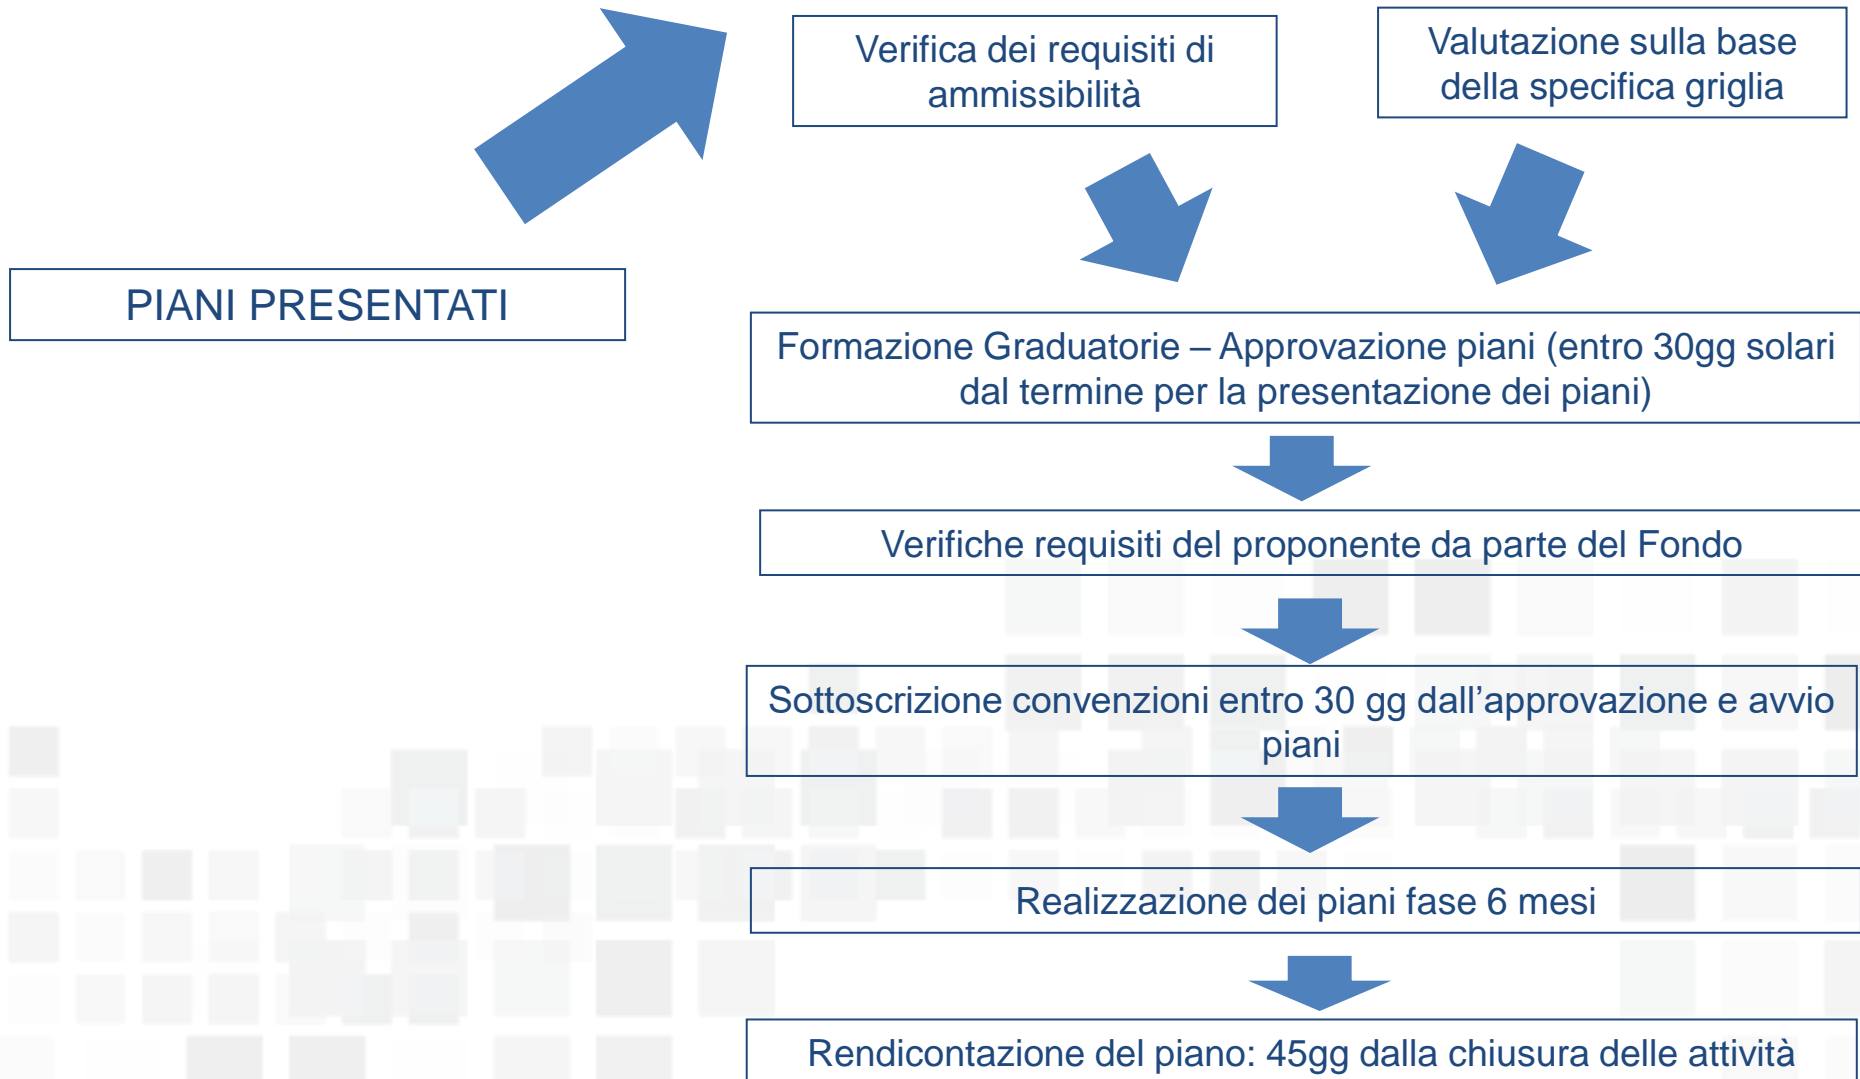 PIANI PRESENTATI
Verifica dei requisiti di
ammissibilità
Valutazione sulla base
della specifica griglia
Formazione Graduatorie – Approvazione piani (entro 30gg solari
dal termine per la presentazione dei piani)
Verifiche requisiti del proponente da parte del Fondo
Sottoscrizione convenzioni entro 30 gg dall’approvazione e avvio
piani
Realizzazione dei piani fase 6 mesi
Rendicontazione del piano: 45gg dalla chiusura delle attività